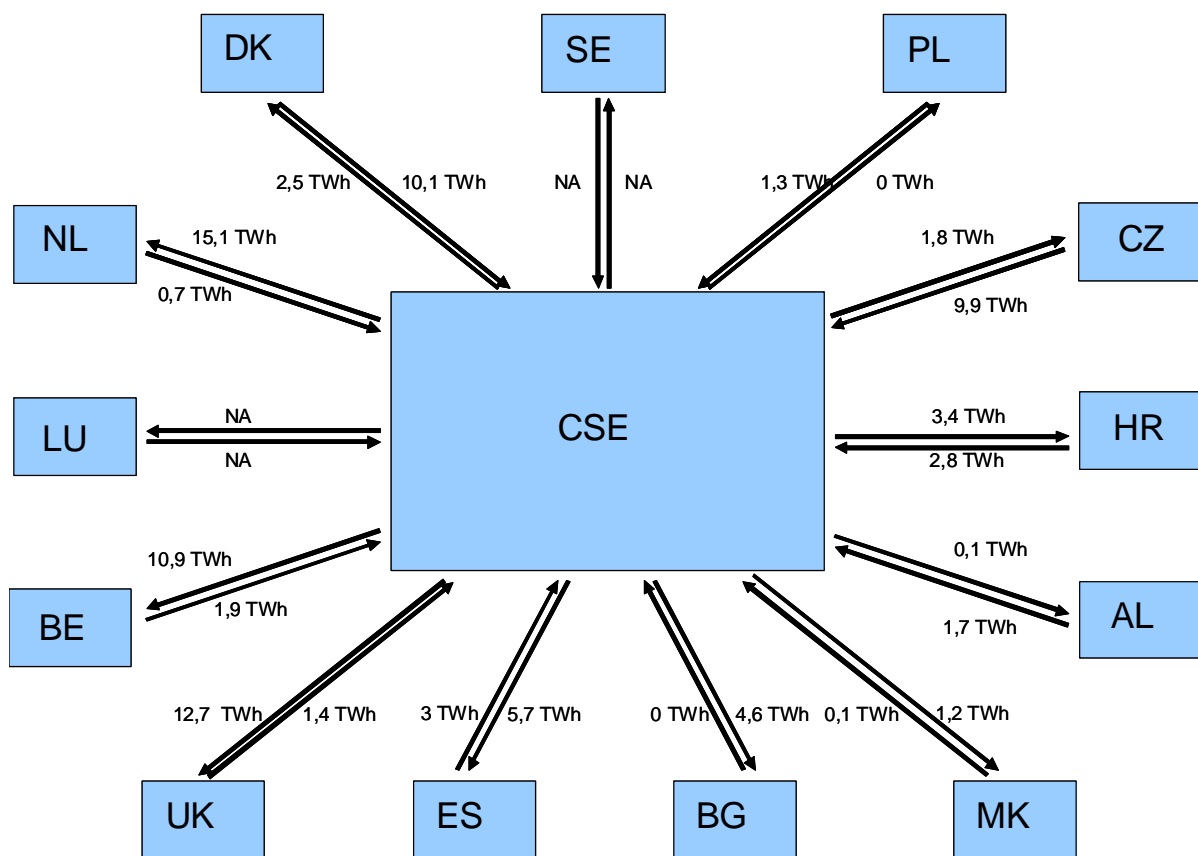 DK
SE
PL
2,5 TWh
10,1 TWh
NA
NA
1,3 TWh
0 TWh
NL
15,1 TWh
0,7 TWh
1,8 TWh
CZ
9,9 TWh
LU
NA
NA
CSE
3,4 TWh
2,8 TWh
HR
10,9 TWh
1,9 TWh
BE
0,1 TWh
1,7 TWh
AL
12,7 TWh
1,4 TWh
3 TWh
5,7 TWh
0 TWh
4,6 TWh
0,1 TWh
1,2 TWh
UK
ES
BG
MK